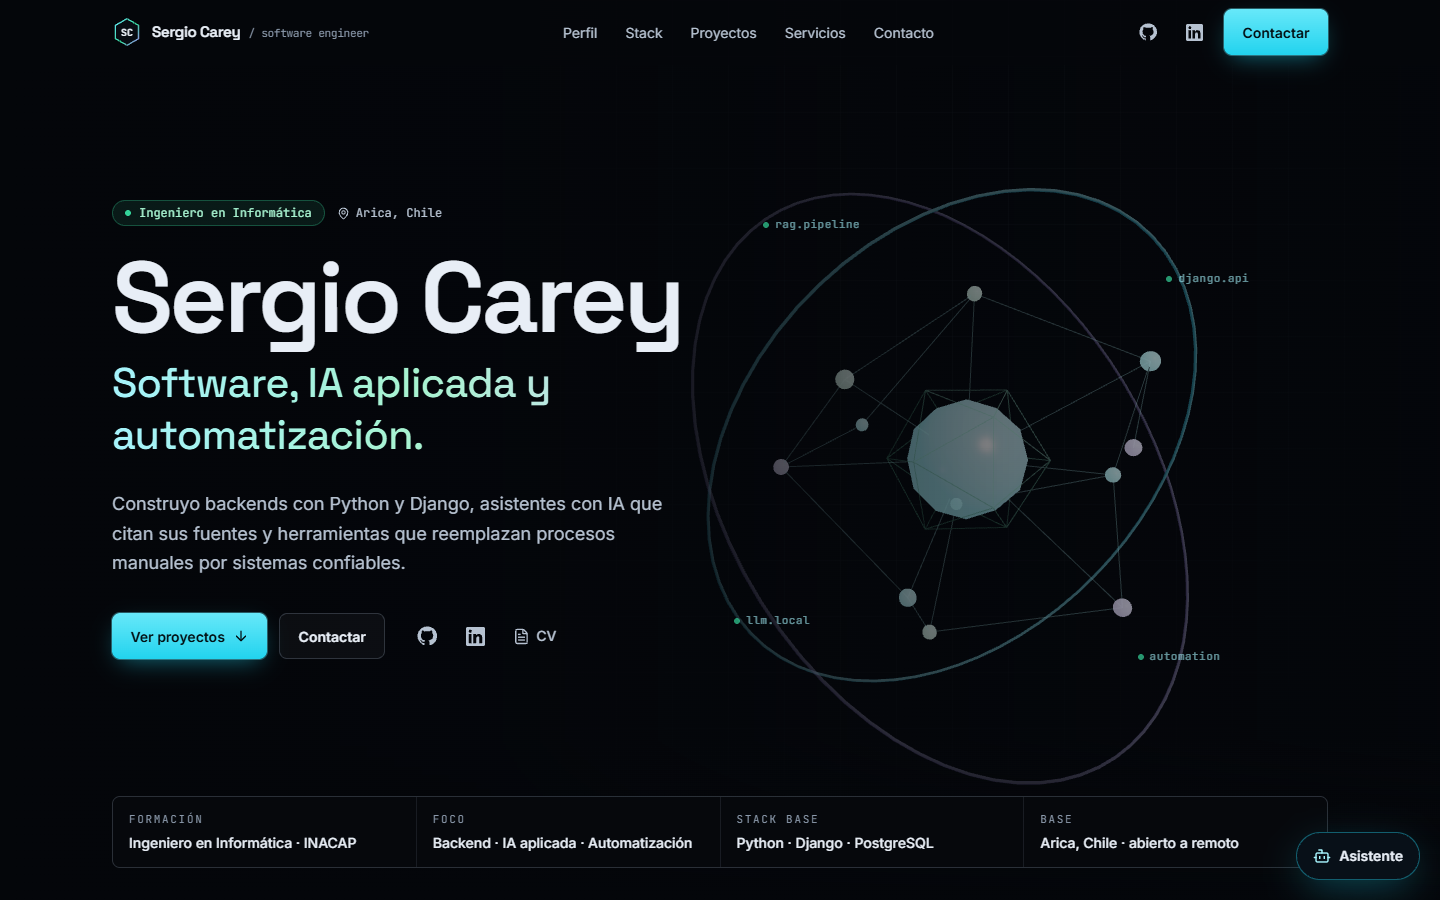 SC Sergio Carey / software engineer
Perfil Stack Proyectos Servicios Contacto
Contactar
Ingeniero en Informática Arica, Chile
Sergio Carey
Software, IA aplicada y
automatización.
Construyo backends con Python y Django, asistentes con IA que
citan sus fuentes y herramientas que reemplazan procesos
manuales por sistemas confiables.
Ver proyectos Contactar CV
rag.pipeline
django.api
llm.local
automation
FORMACIÓN
Ingeniero en Informática · INACAP
FOCO
Backend · IA aplicada · Automatización
STACK BASE
Python · Django · PostgreSQL
BASE
Arica, Chile · abierto a remoto
Asistente